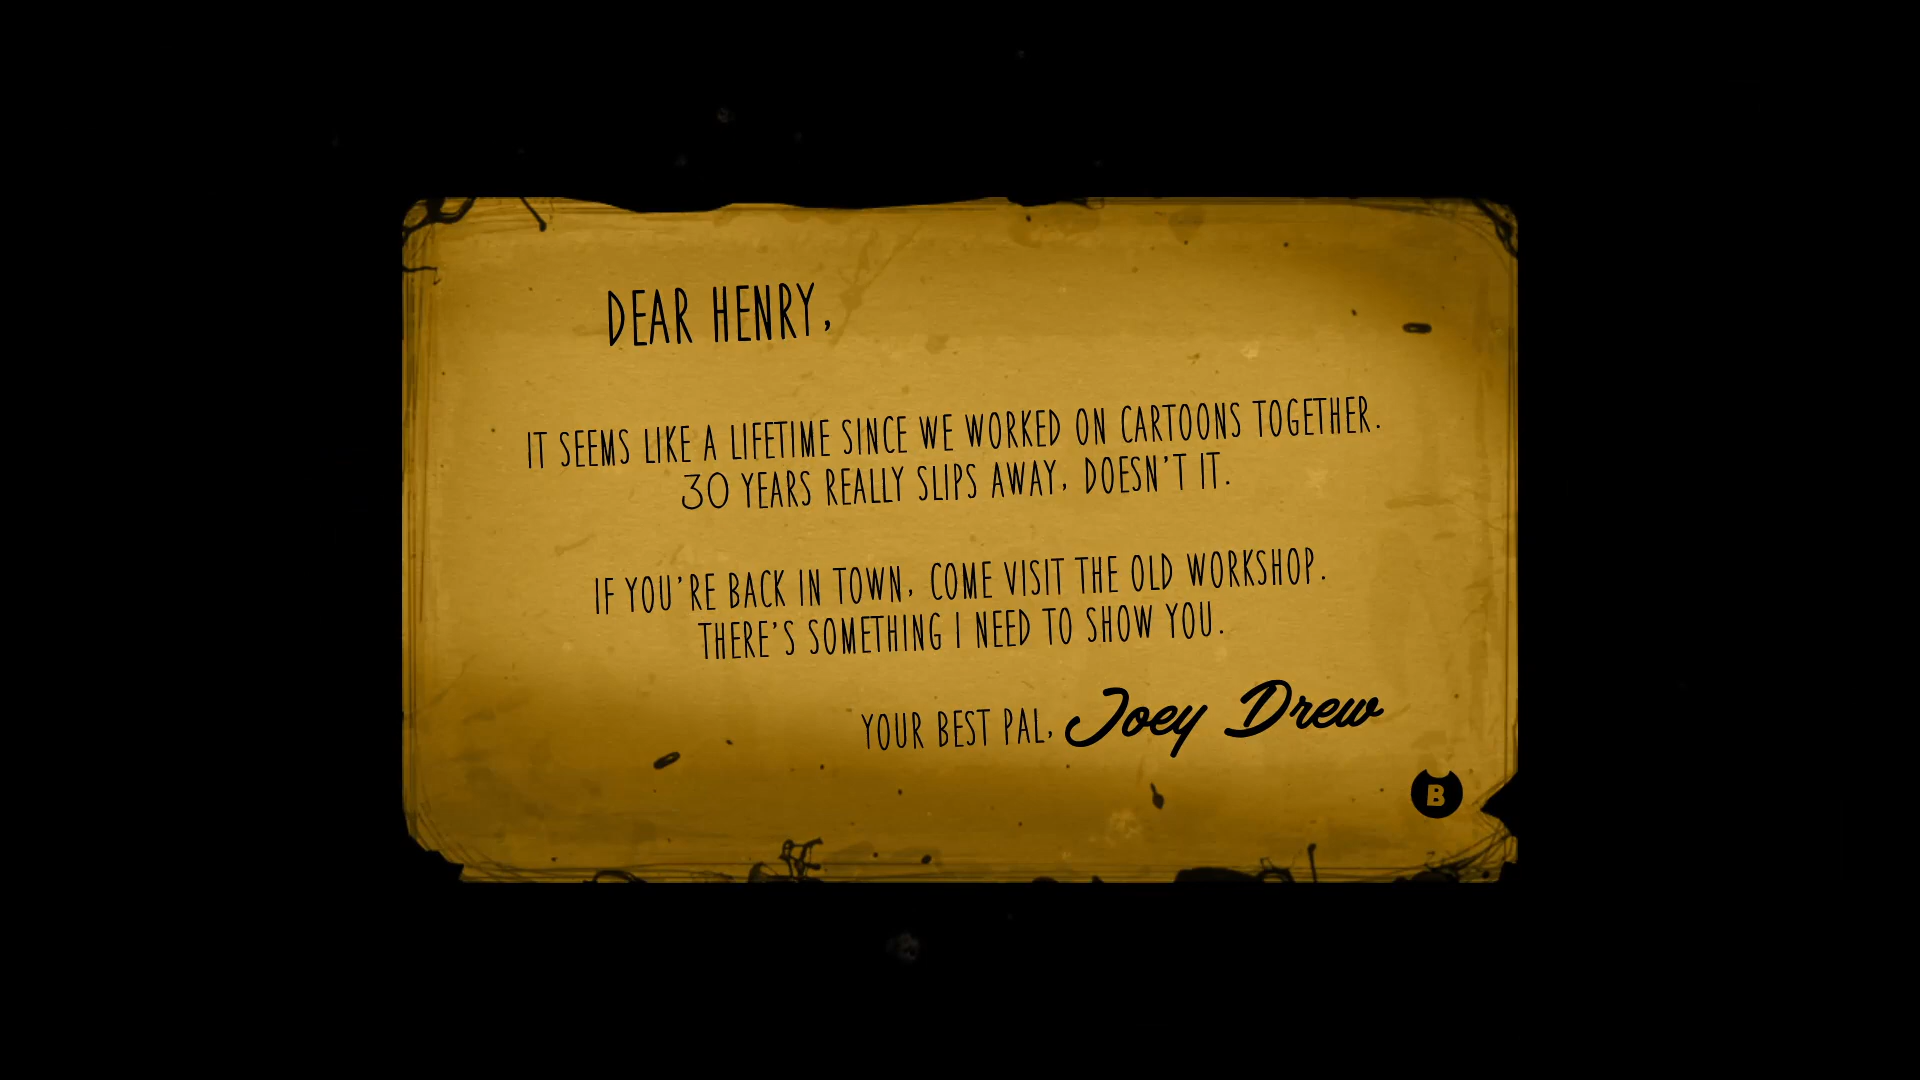 DEAR HENRY,
IT SEEMS LIKE A LIFETIME SINCE WE WORKED ON CARTOONS TOGETHER.
30 YEARS REALLY SLIPS AWAY, DOESN'T IT.
IF YOU'RE BACK IN TOWN, COME VISIT THE OLD WORKSHOP.
THERE'S SOMETHING I NEED TO SHOW YOU.
YOUR BEST PAL, Joey Drew
B